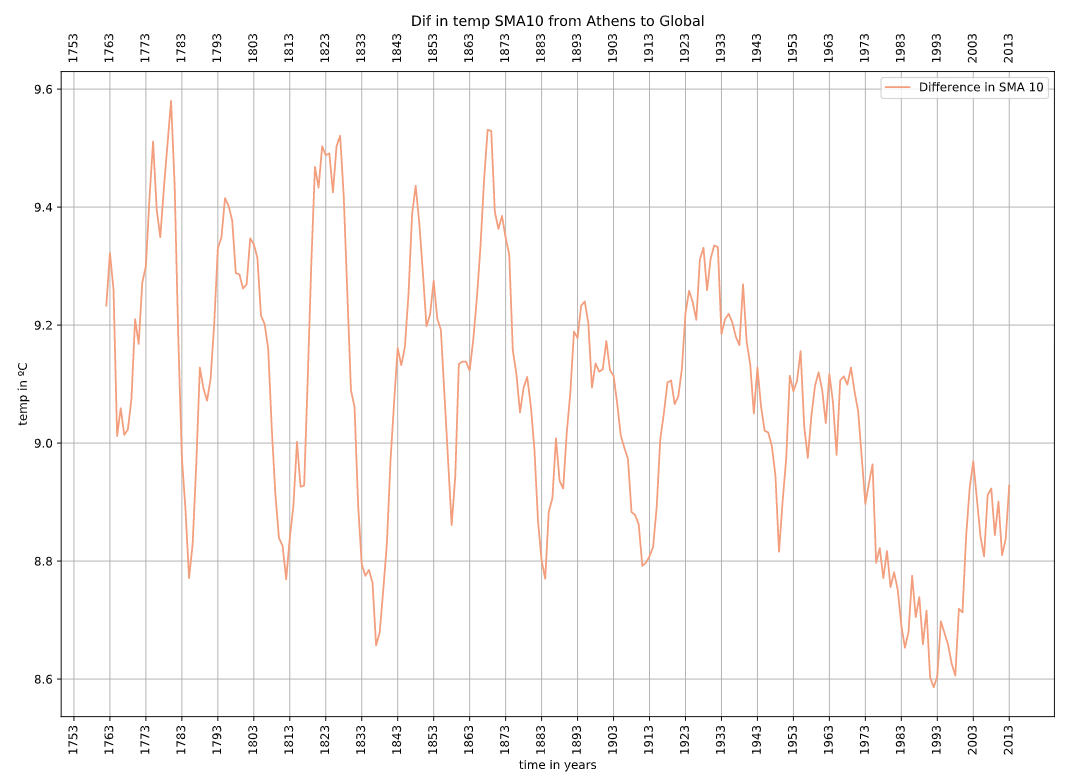 Dif in temp SMA10 from Athens to Global
1753 1763 1773 1783 1793 1803 1813 1823 1833 1843 1853 1863 1873 1883 1893 1903 1913 1923 1933 1943 1953 1963 1973 1983 1993 2003 2013
Difference in SMA 10
9.6
9.4
9.2
9.0
8.8
8.6
temp in ºC
1753 1763 1773 1783 1793 1803 1813 1823 1833 1843 1853 1863 1873 1883 1893 1903 1913 1923 1933 1943 1953 1963 1973 1983 1993 2003 2013
time in years